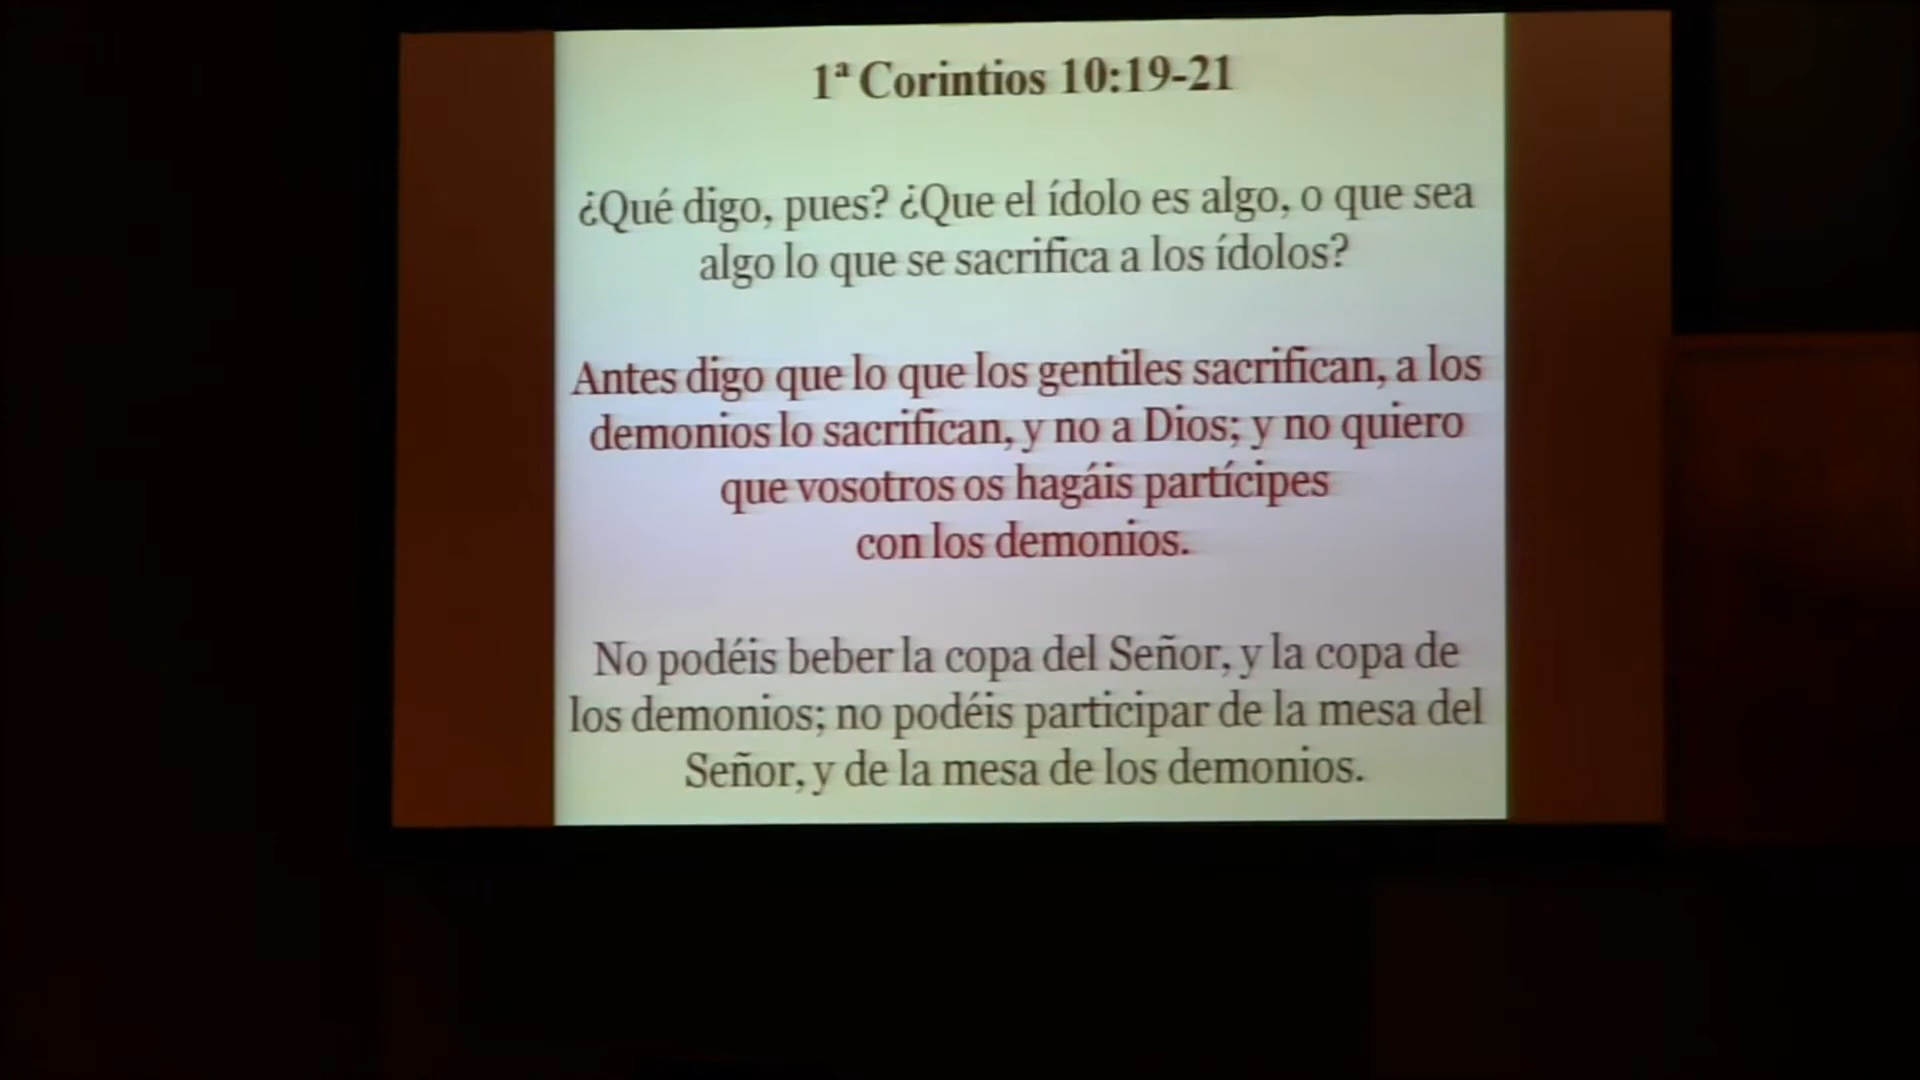 1ª Corintios 10:19-21
¿Qué digo, pues? ¿Que el ídolo es algo, o que sea
algo lo que se sacrifica a los ídolos?
Antes digo que lo que los gentiles sacrifican, a los
demonios lo sacrifican, y no a Dios; y no quiero
que vosotros os hagáis partícipes
con los demonios.
No podéis beber la copa del Señor, y la copa de
los demonios; no podéis participar de la mesa del
Señor, y de la mesa de los demonios.